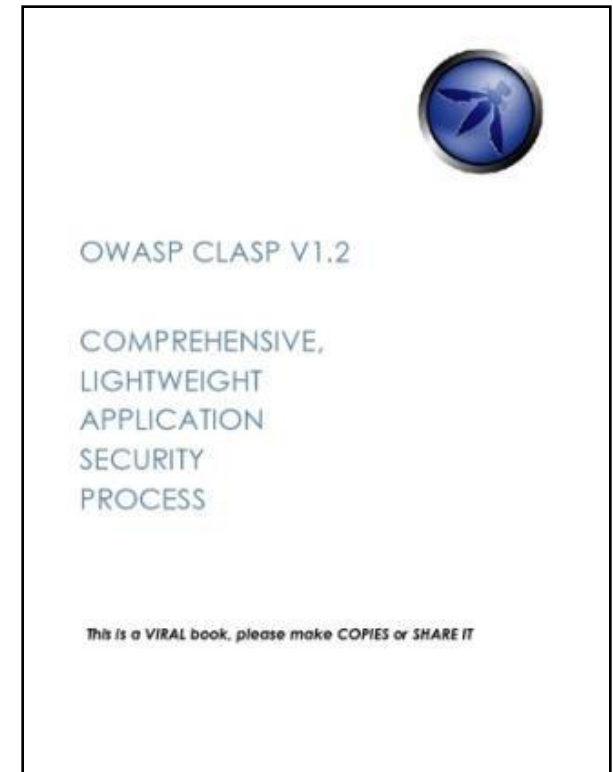 OWASP CLASP V1.2
COMPREHENSIVE,
LIGHTWEIGHT
APPLICATION
SECURITY
PROCESS
This is a VIRAL book, please make COPIES or SHARE IT